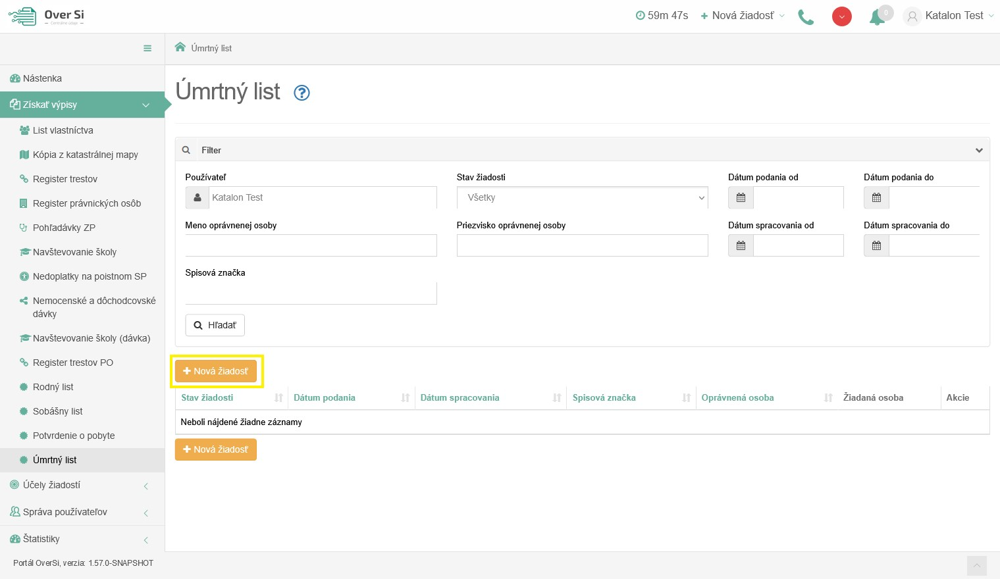 Over Si
Centrálne údaje
59m 47s
Nová žiadosť
0
Katalon Test
Úmrtný list
Nástenka
Získať výpisy
List vlastníctva
Kópia z katastrálnej mapy
Register trestov
Register právnických osôb
Pohľadávky ZP
Navštevovanie školy
Nedoplatky na poistnom SP
Nemocenské a dôchodcovské
dávky
Navštevovanie školy (dávka)
Register trestov PO
Rodný list
Sobášny list
Potvrdenie o pobyte
Úmrtný list
Účely žiadostí
Správa používateľov
Štatistiky
Portál OverSi, verzia: 1.57.0-SNAPSHOT
Úmrtný list
Filter
Používateľ
Stav žiadosti
Dátum podania od
Dátum podania do
Katalon Test
Všetky
Meno oprávnenej osoby
Priezvisko oprávnenej osoby
Dátum spracovania od
Dátum spracovania do
Spisová značka
Hľadať
Nová žiadosť
Stav žiadosti
Dátum podania
Dátum spracovania
Spisová značka
Oprávnená osoba
Žiadaná osoba
Akcie
Neboli nájdené žiadne záznamy
Nová žiadosť